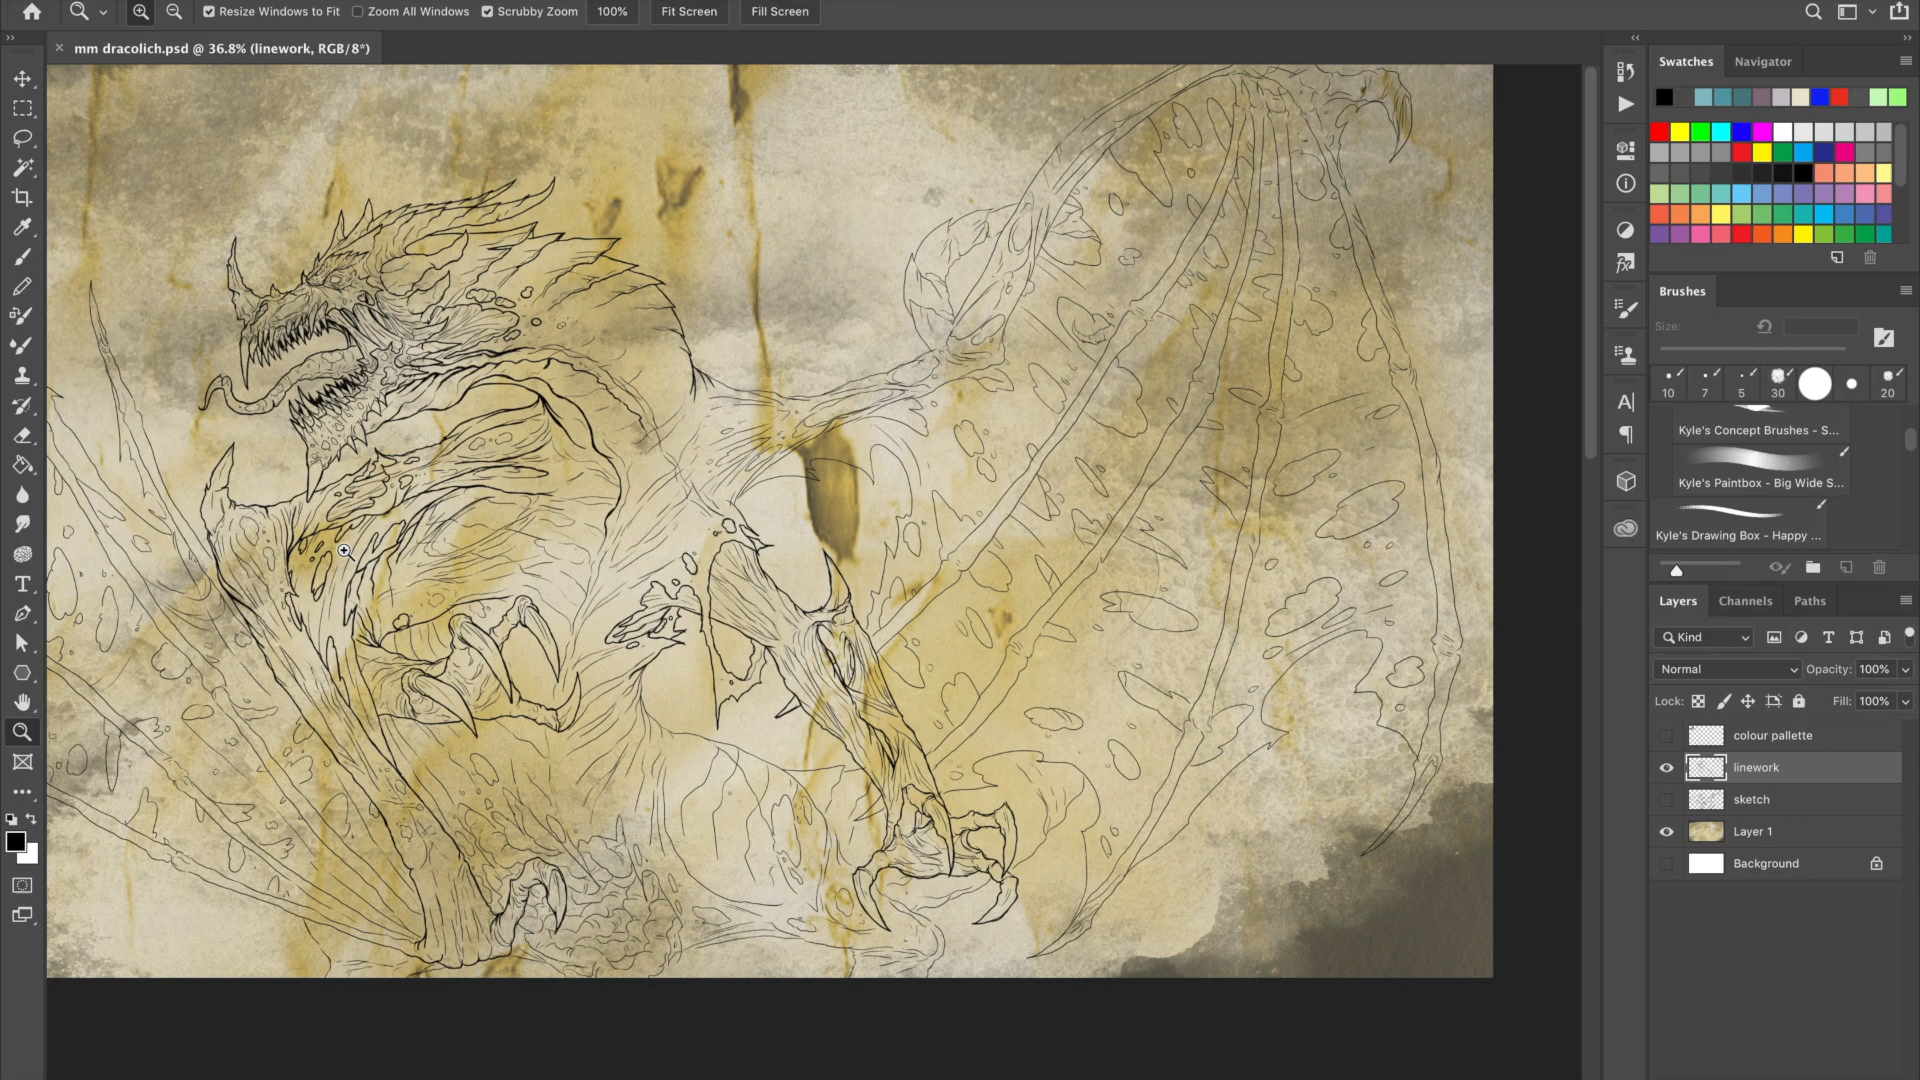 Resize Windows to Fit Zoom All Windows Scrubby Zoom 100% Fit Screen Fill Screen
mm dracolich.psd @ 36.8% (linework, RGB/8*)
Swatches Navigator
Brushes
Size:
10 7 5 30 20
Kyle's Concept Brushes - S...
Kyle's Paintbox - Big Wide S...
Kyle's Drawing Box - Happy ...
Layers Channels Paths
Kind
Normal Opacity: 100%
Lock: Fill: 100%
colour pallette
linework
sketch
Layer 1
Background